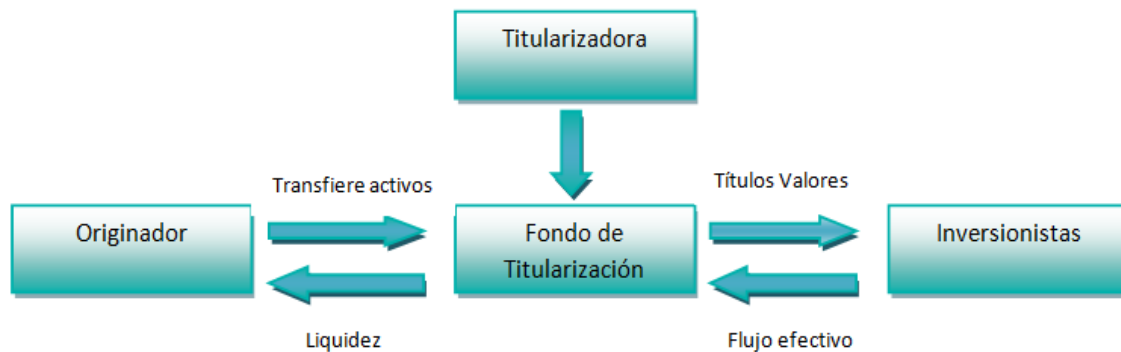 Titularizadora
Transfiere activos
Títulos Valores
Originador
Fondo de
Titularización
Inversionistas
Liquidez
Flujo efectivo